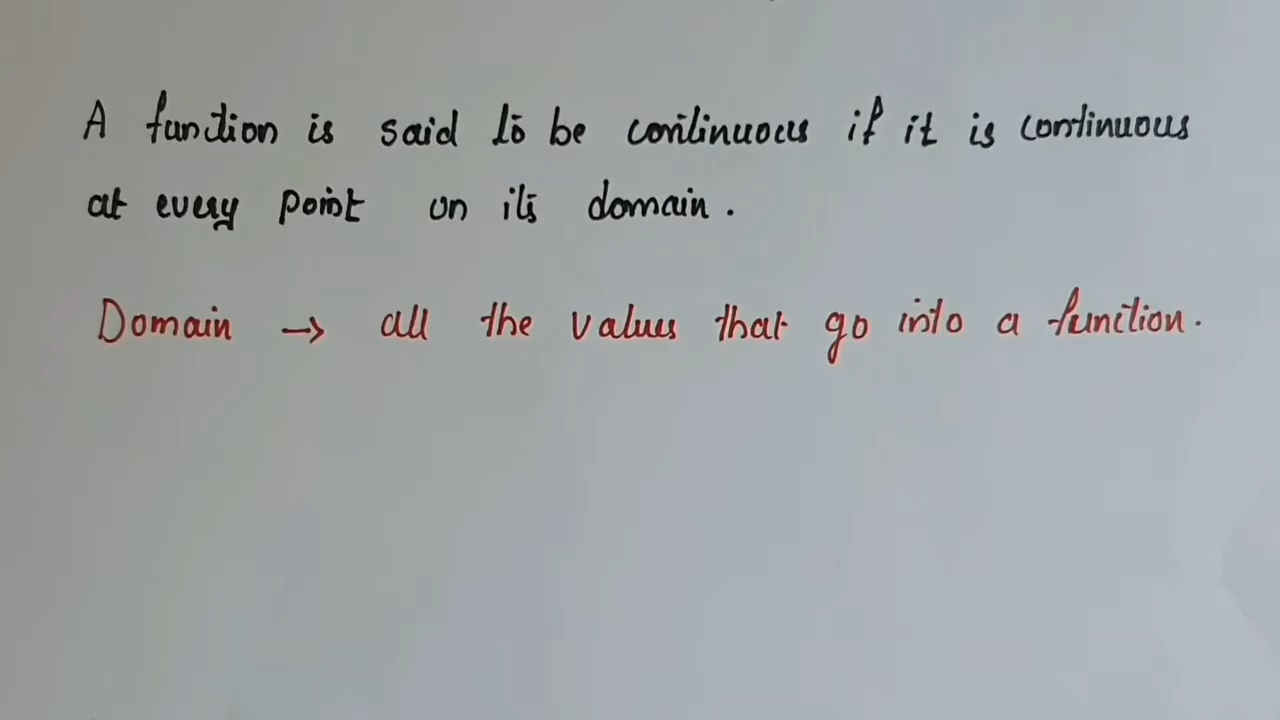 A function is said to be continuous if it is continuous
at every point on its domain.
Domain → all the values that go into a function.